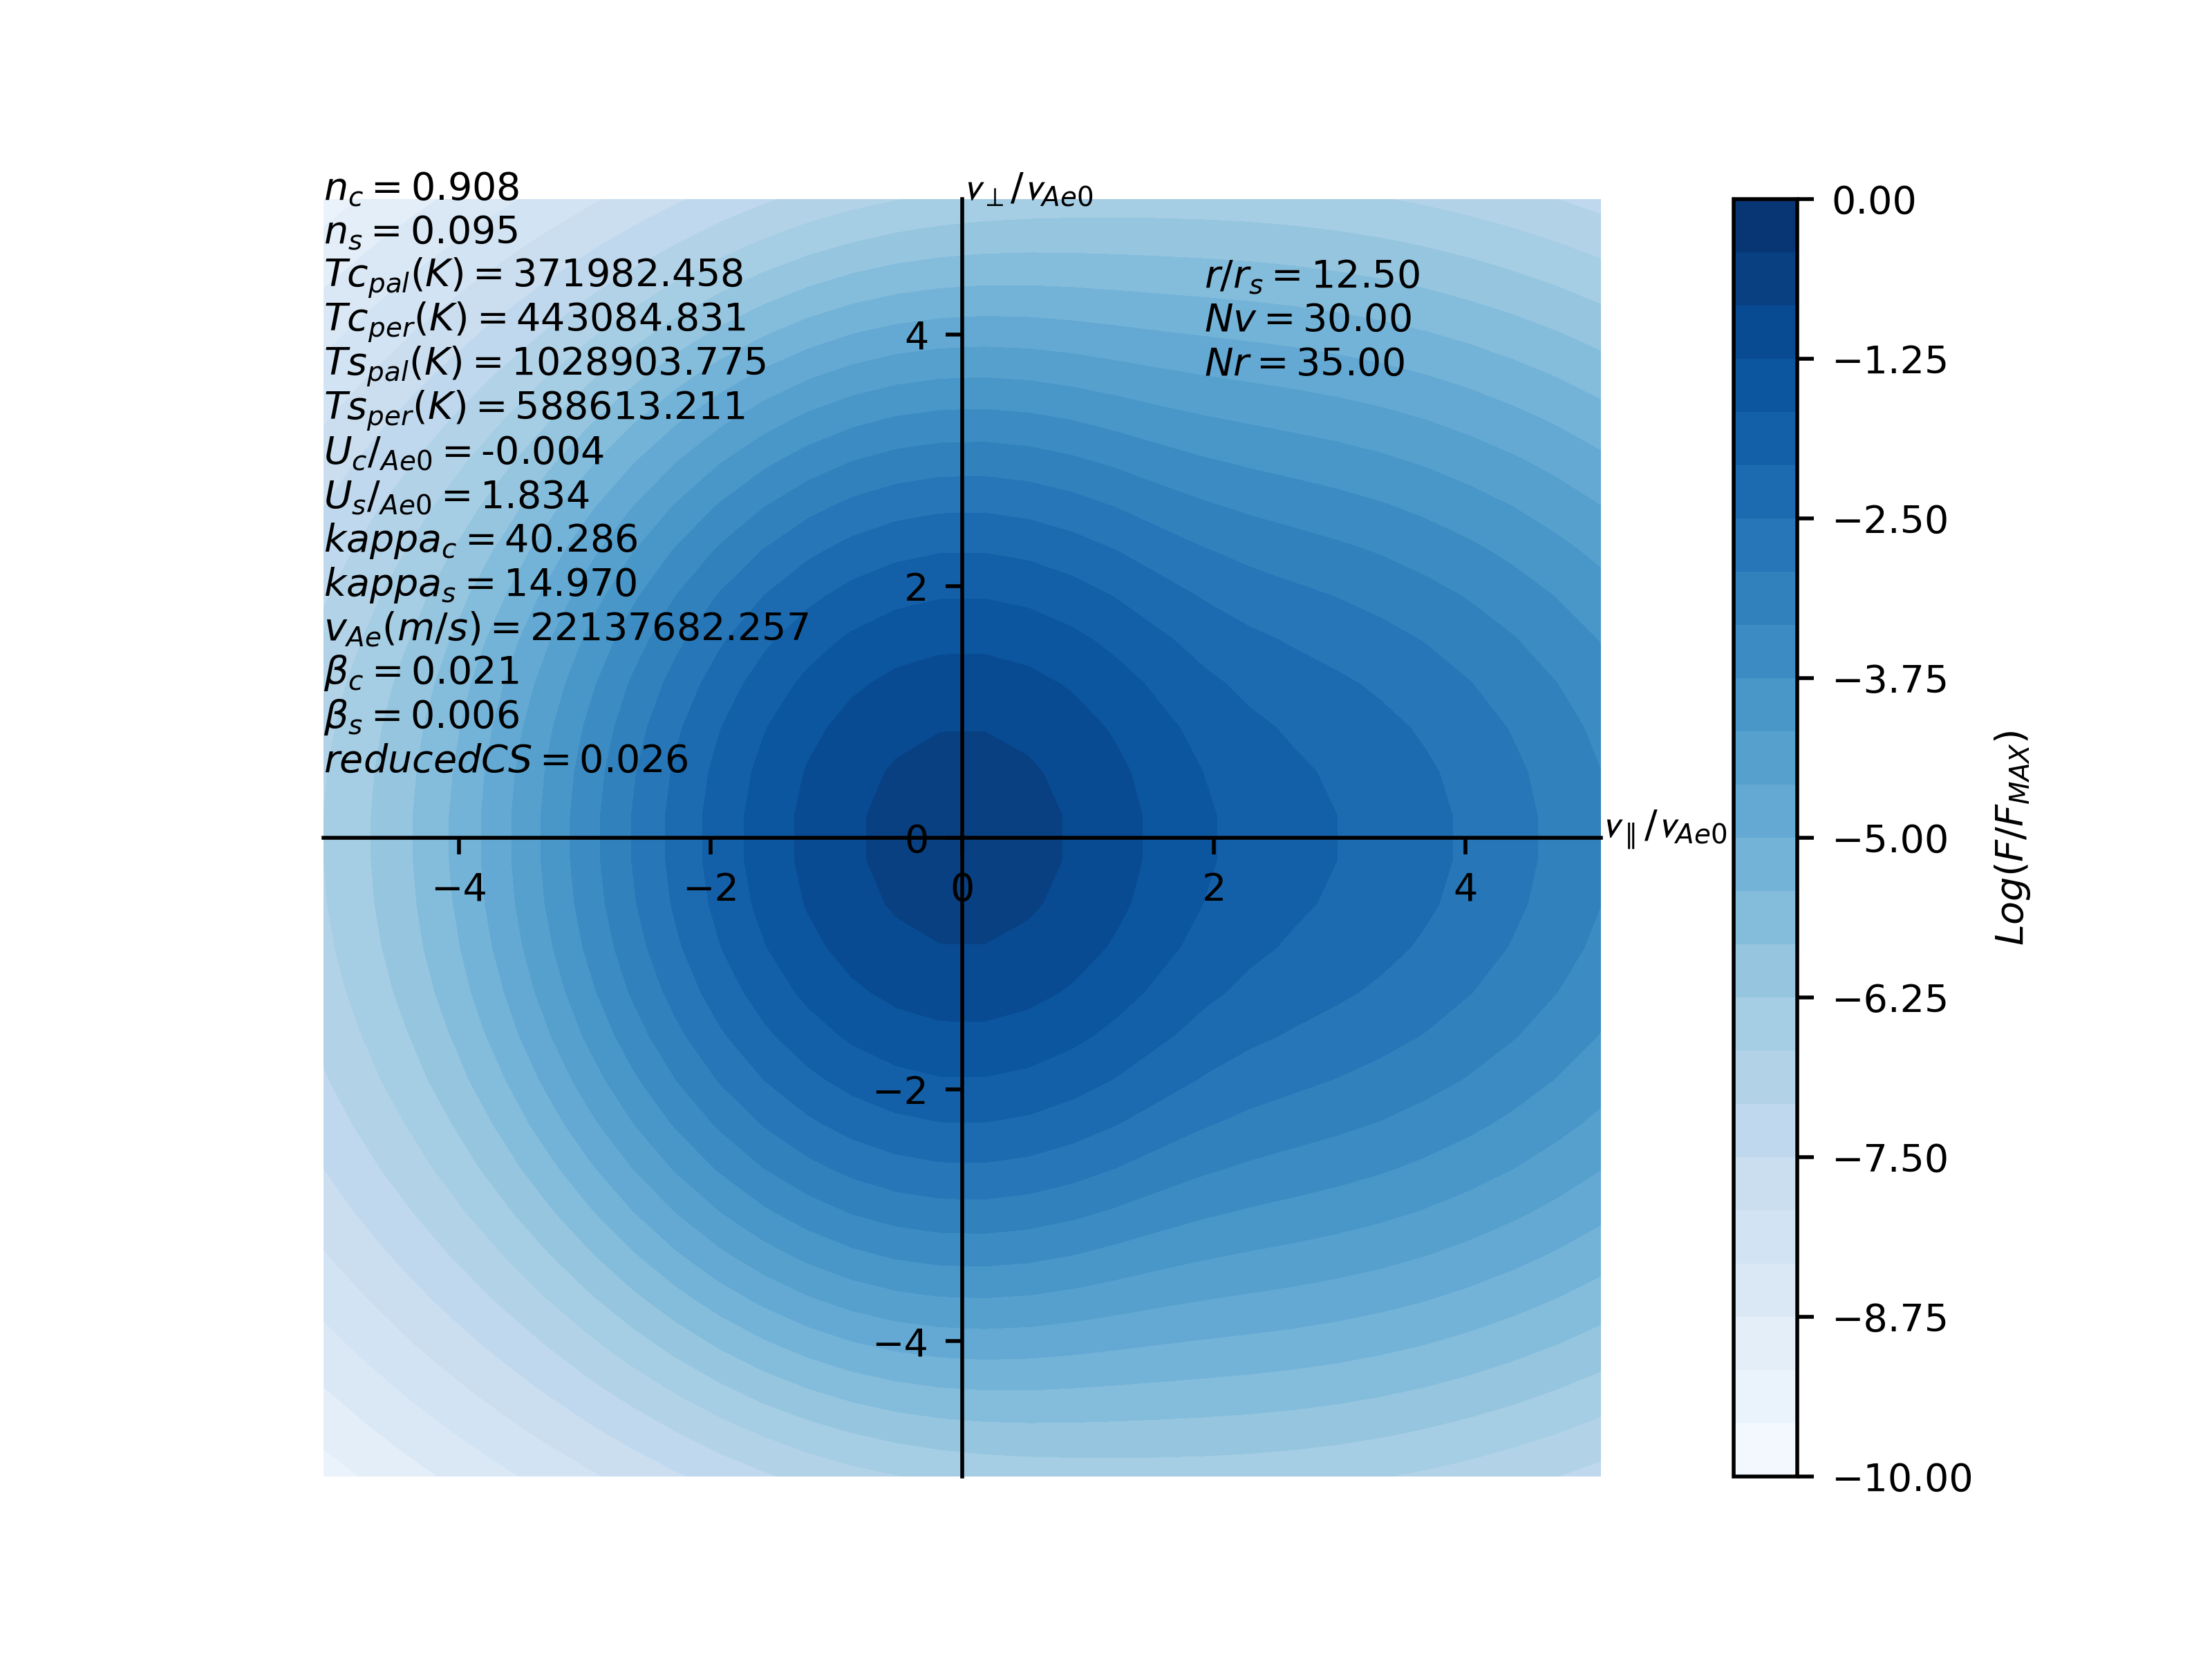 n_c = 0.908
n_s = 0.095
Tc_pal(K) = 371982.458
Tc_per(K) = 443084.831
Ts_pal(K) = 1028903.775
Ts_per(K) = 588613.211
U_c/_Ae0 = -0.004
U_s/_Ae0 = 1.834
kappa_c = 40.286
kappa_s = 14.970
v_Ae(m/s) = 22137682.257
β_c = 0.021
β_s = 0.006
reducedCS = 0.026
v_⊥/v_Ae0
r/r_s = 12.50
Nv = 30.00
Nr = 35.00
4
2
0
−2
−4
−4
−2
0
2
4
v_∥/v_Ae0
0.00
−1.25
−2.50
−3.75
−5.00
−6.25
−7.50
−8.75
−10.00
Log(F/F_MAX)